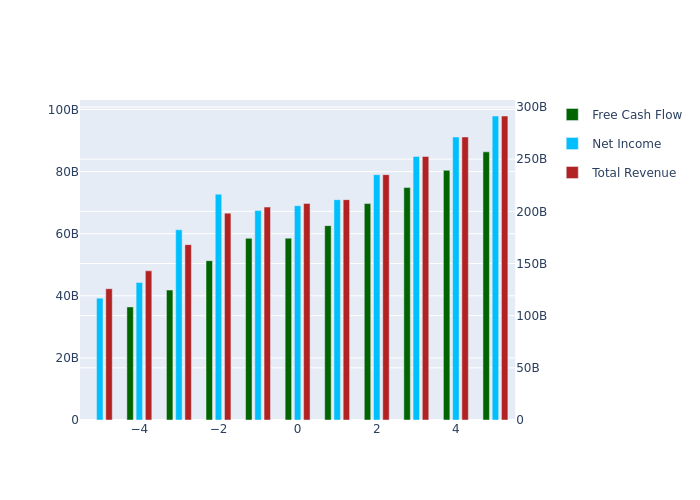 100B
80B
60B
40B
20B
0
300B
250B
200B
150B
100B
50B
0
−4
−2
0
2
4
Free Cash Flow
Net Income
Total Revenue